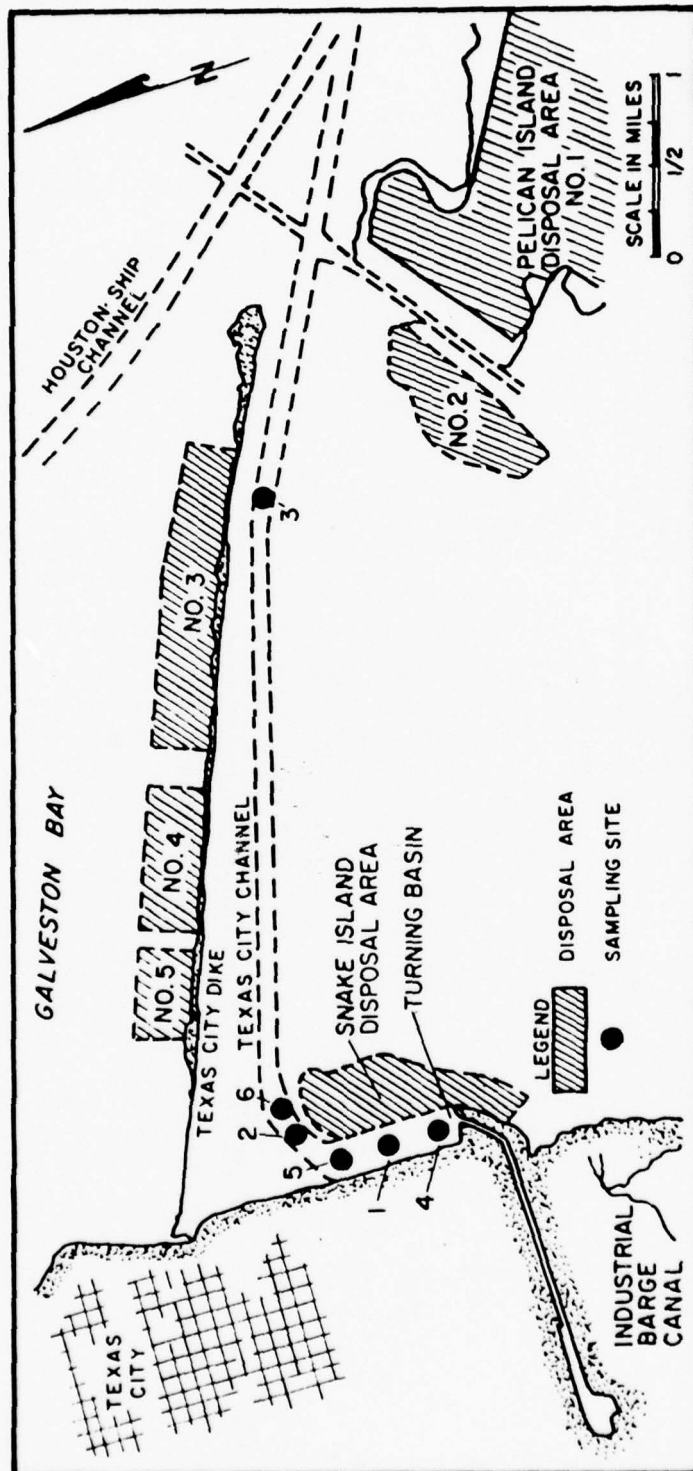 GALVESTON BAY
HOUSTON SHIP
CHANNEL
N
TEXAS
CITY
NO. 5
NO. 4
NO. 3
TEXAS CITY DIKE
TEXAS CITY CHANNEL
6
2
5
1
4
3'
SNAKE ISLAND
DISPOSAL AREA
TURNING BASIN
NO. 2
PELICAN ISLAND
DISPOSAL AREA
NO. 1
INDUSTRIAL
BARGE
CANAL
LEGEND
DISPOSAL AREA
SAMPLING SITE
SCALE IN MILES
0 1/2 1